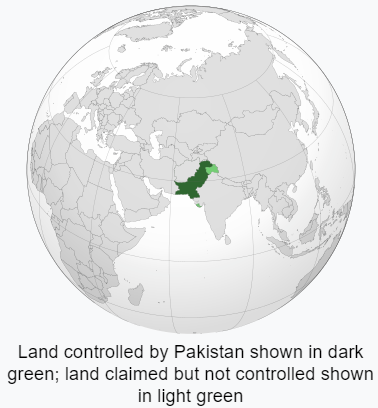 Land controlled by Pakistan shown in dark
green; land claimed but not controlled shown
in light green